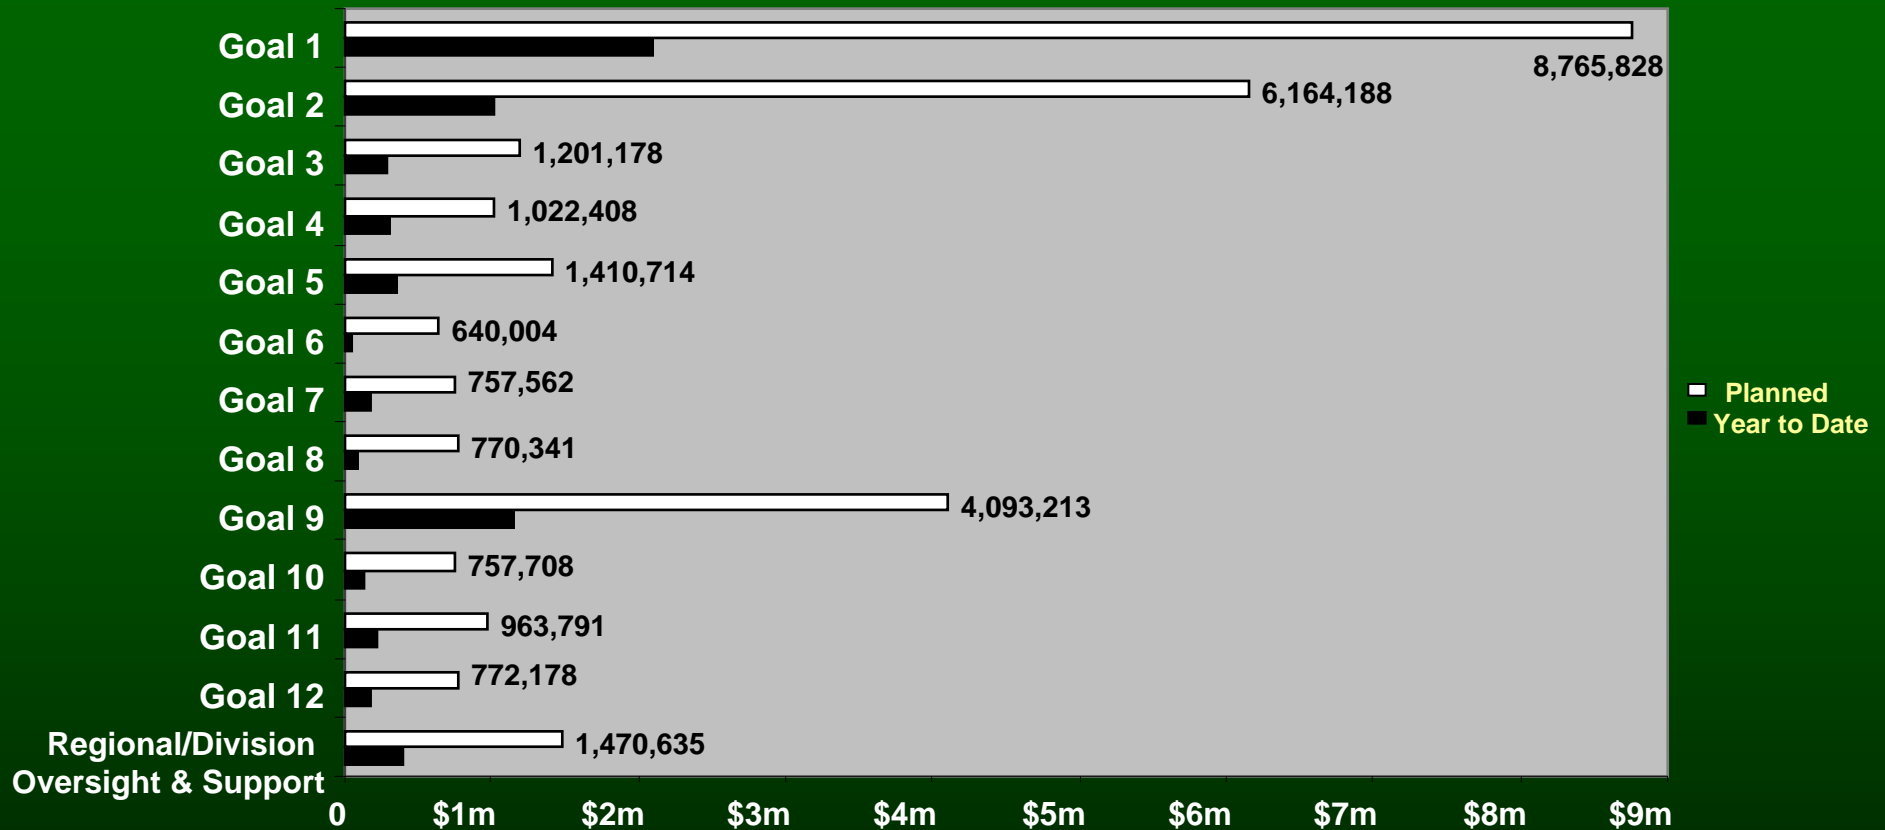 Goal 1
8,765,828
Goal 2
6,164,188
Goal 3
1,201,178
Goal 4
1,022,408
Goal 5
1,410,714
Goal 6
640,004
Goal 7
757,562
Goal 8
770,341
Goal 9
4,093,213
Goal 10
757,708
Goal 11
963,791
Goal 12
772,178
Regional/Division
Oversight & Support
1,470,635
0 $1m $2m $3m $4m $5m $6m $7m $8m $9m
Planned
Year to Date